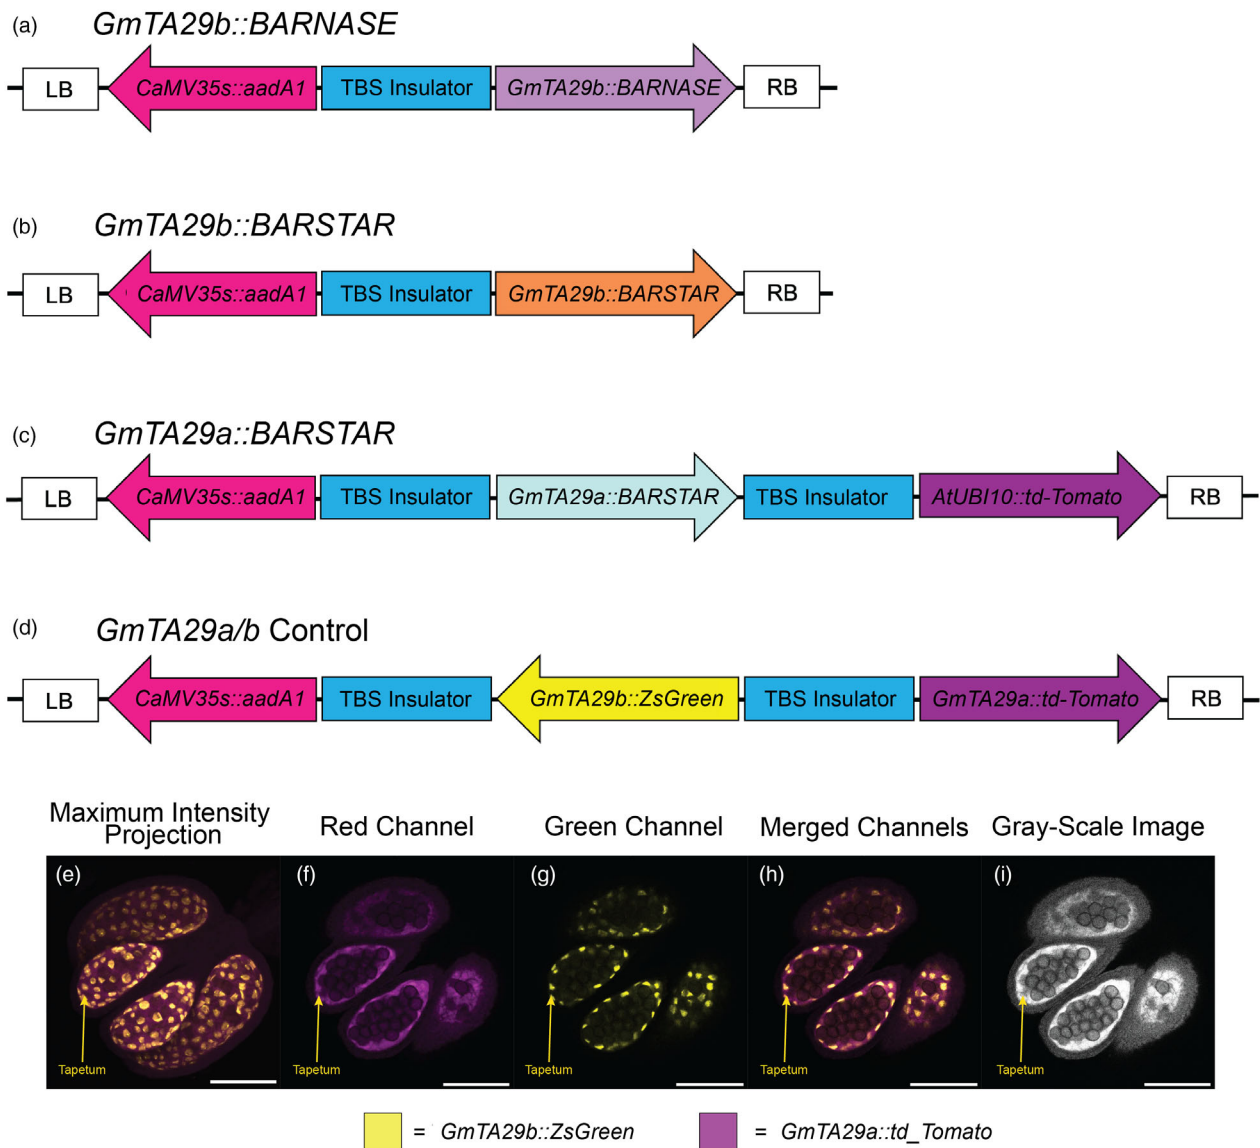 (a) GmTA29b::BARNASE
LB CaMV35s::aadA1 TBS Insulator GmTA29b::BARNASE RB
(b) GmTA29b::BARSTAR
LB CaMV35s::aadA1 TBS Insulator GmTA29b::BARSTAR RB
(c) GmTA29a::BARSTAR
LB CaMV35s::aadA1 TBS Insulator GmTA29a::BARSTAR TBS Insulator AtUBI10::td-Tomato RB
(d) GmTA29a/b Control
LB CaMV35s::aadA1 TBS Insulator GmTA29b::ZsGreen TBS Insulator GmTA29a::td-Tomato RB
Maximum Intensity
Projection
Red Channel
Green Channel
Merged Channels
Gray-Scale Image
(e) (f) (g) (h) (i)
Tapetum Tapetum Tapetum Tapetum Tapetum
= GmTA29b::ZsGreen = GmTA29a::td_Tomato